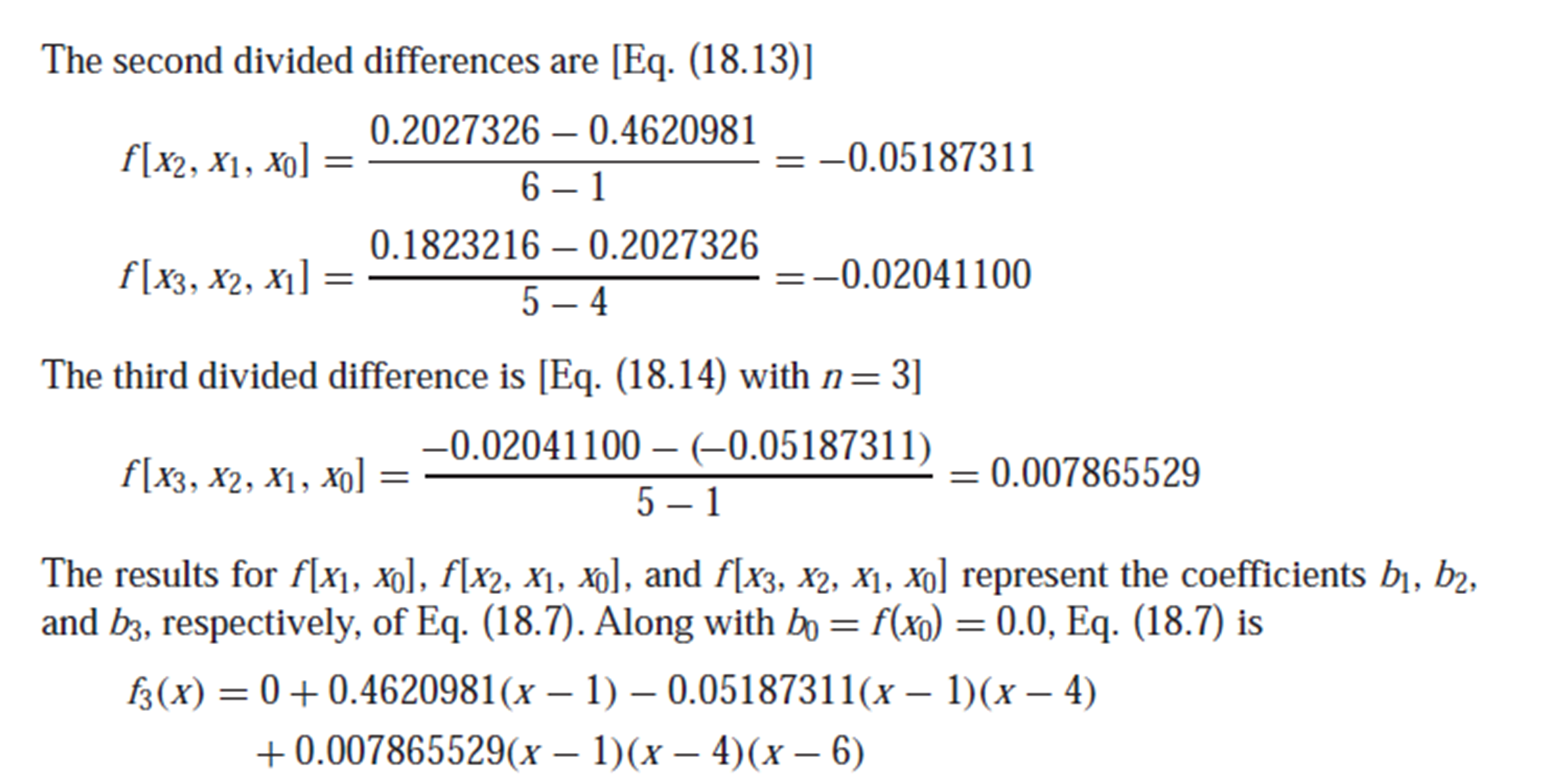 The second divided differences are [Eq. (18.13)]
f[x₂, x₁, x₀] = (0.2027326 – 0.4620981) / (6 – 1) = –0.05187311
f[x₃, x₂, x₁] = (0.1823216 – 0.2027326) / (5 – 4) = –0.02041100
The third divided difference is [Eq. (18.14) with n = 3]
f[x₃, x₂, x₁, x₀] = (–0.02041100 – (–0.05187311)) / (5 – 1) = 0.007865529
The results for f[x₁, x₀], f[x₂, x₁, x₀], and f[x₃, x₂, x₁, x₀] represent the coefficients b₁, b₂,
and b₃, respectively, of Eq. (18.7). Along with b₀ = f(x₀) = 0.0, Eq. (18.7) is
f₃(x) = 0 + 0.4620981(x – 1) – 0.05187311(x – 1)(x – 4)
+ 0.007865529(x – 1)(x – 4)(x – 6)